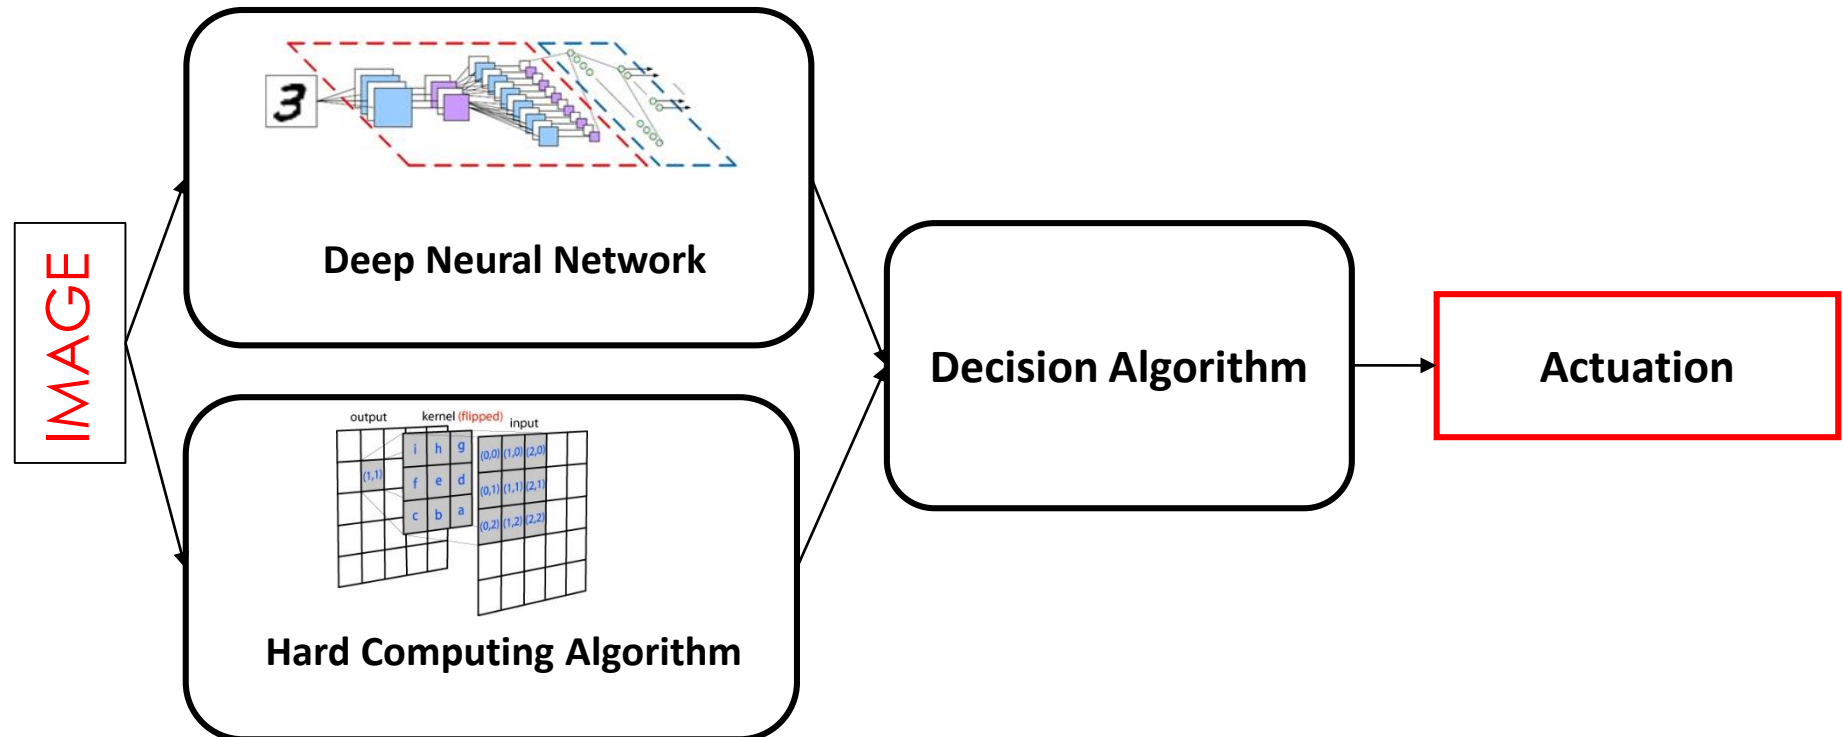 IMAGE
3
Deep Neural Network
output
kernel (flipped)
input
i h g
f e d
c b a
(1,1)
(0,0) (1,0) (2,0)
(0,1) (1,1) (2,1)
(0,2) (1,2) (2,2)
Hard Computing Algorithm
Decision Algorithm
Actuation